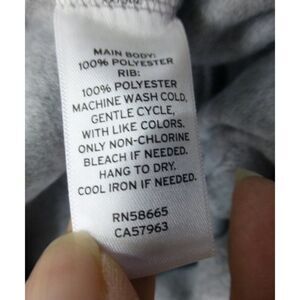 MAIN BODY:
100% POLYESTER
RIB:
100% POLYESTER
MACHINE WASH COLD,
GENTLE CYCLE,
WITH LIKE COLORS.
ONLY NON-CHLORINE
BLEACH IF NEEDED.
HANG TO DRY.
COOL IRON IF NEEDED.
RN58665
CA57963